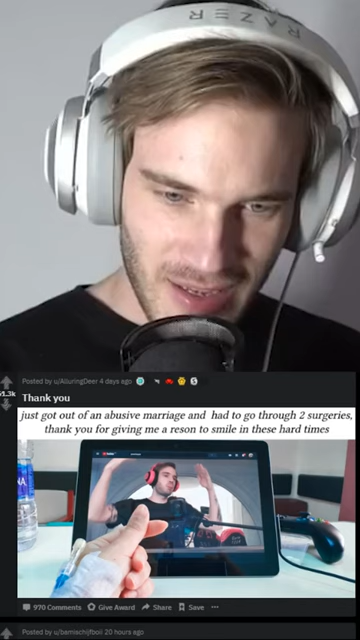 RAZER
Posted by u/AlluringDeer 4 days ago
Thank you
just got out of an abusive marriage and had to go through 2 surgeries,
thank you for giving me a reson to smile in these hard times
970 Comments Give Award Share Save ...
Posted by u/bamischijfboii 20 hours ago